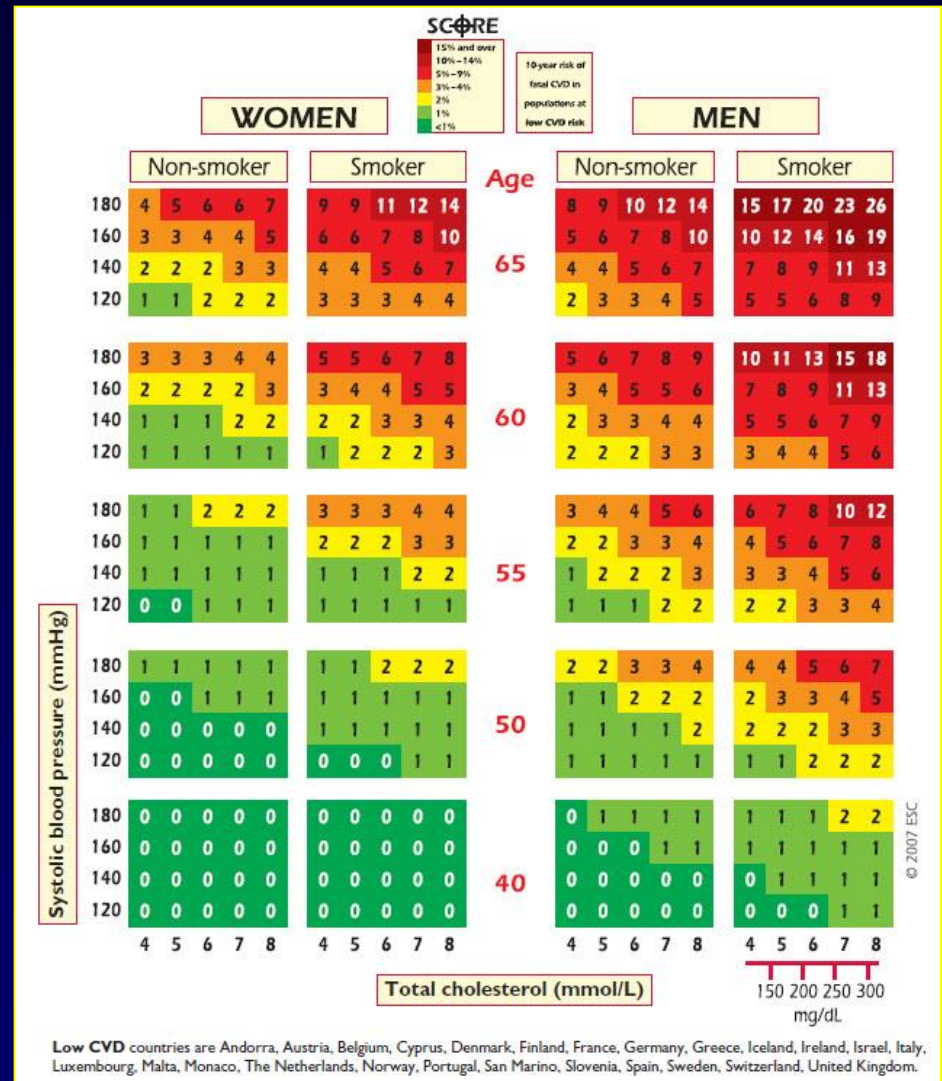 SCORE
15% and over
10%–14%
5%–9%
3%–4%
2%
1%
<1%
10-year risk of
fatal CVD in
populations at
low CVD risk
WOMEN
MEN
Non-smoker Smoker Age Non-smoker Smoker
180 4 5 6 6 7 9 9 11 12 14 8 9 10 12 14 15 17 20 23 26
160 3 3 4 4 5 6 6 7 8 10 5 6 7 8 10 10 12 14 16 19
65
140 2 2 2 3 3 4 4 5 6 7 4 4 5 6 7 7 8 9 11 13
120 1 1 2 2 2 3 3 3 4 4 2 3 3 4 5 5 5 6 8 9
180 3 3 3 4 4 5 5 6 7 8 5 6 7 8 9 10 11 13 15 18
160 2 2 2 2 3 3 4 4 5 5 3 4 5 5 6 7 8 9 11 13
60
140 1 1 1 2 2 2 2 3 3 4 2 3 3 4 4 5 5 6 7 9
120 1 1 1 1 1 1 2 2 2 3 2 2 2 3 3 3 4 4 5 6
180 1 1 2 2 2 3 3 3 4 4 3 4 4 5 6 6 7 8 10 12
160 1 1 1 1 1 2 2 2 3 3 2 2 3 3 4 4 5 6 7 8
55
140 1 1 1 1 1 1 1 1 2 2 1 2 2 2 3 3 3 4 5 6
120 0 0 1 1 1 1 1 1 1 1 1 1 1 2 2 2 2 3 3 4
180 1 1 1 1 1 1 1 2 2 2 2 2 3 3 4 4 4 5 6 7
160 0 0 1 1 1 1 1 1 1 1 1 1 2 2 2 2 3 3 4 5
50
140 0 0 0 0 0 1 1 1 1 1 1 1 1 1 2 2 2 2 3 3
120 0 0 0 0 0 0 0 0 1 1 1 1 1 1 1 1 1 2 2 2
180 0 0 0 0 0 0 0 0 0 0 0 1 1 1 1 1 1 1 2 2
160 0 0 0 0 0 0 0 0 0 0 0 0 0 1 1 1 1 1 1 1
40
140 0 0 0 0 0 0 0 0 0 0 0 0 0 0 0 0 1 1 1 1
120 0 0 0 0 0 0 0 0 0 0 0 0 0 0 0 0 0 0 1 1
4 5 6 7 8 4 5 6 7 8 4 5 6 7 8 4 5 6 7 8
Systolic blood pressure (mmHg)
© 2007 ESC
Total cholesterol (mmol/L)
150 200 250 300
mg/dL
Low CVD countries are Andorra, Austria, Belgium, Cyprus, Denmark, Finland, France, Germany, Greece, Iceland, Ireland, Israel, Italy,
Luxembourg, Malta, Monaco, The Netherlands, Norway, Portugal, San Marino, Slovenia, Spain, Sweden, Switzerland, United Kingdom.